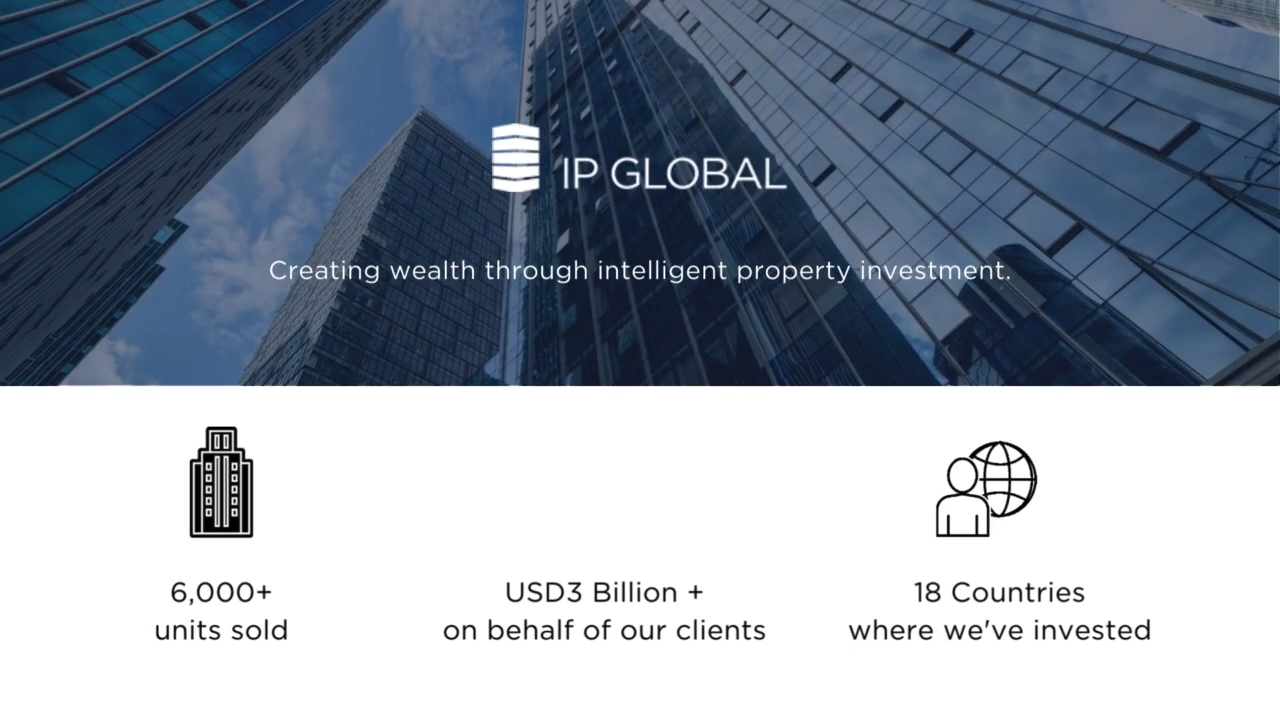 IP GLOBAL
Creating wealth through intelligent property investment.
6,000+
units sold
USD3 Billion +
on behalf of our clients
18 Countries
where we've invested